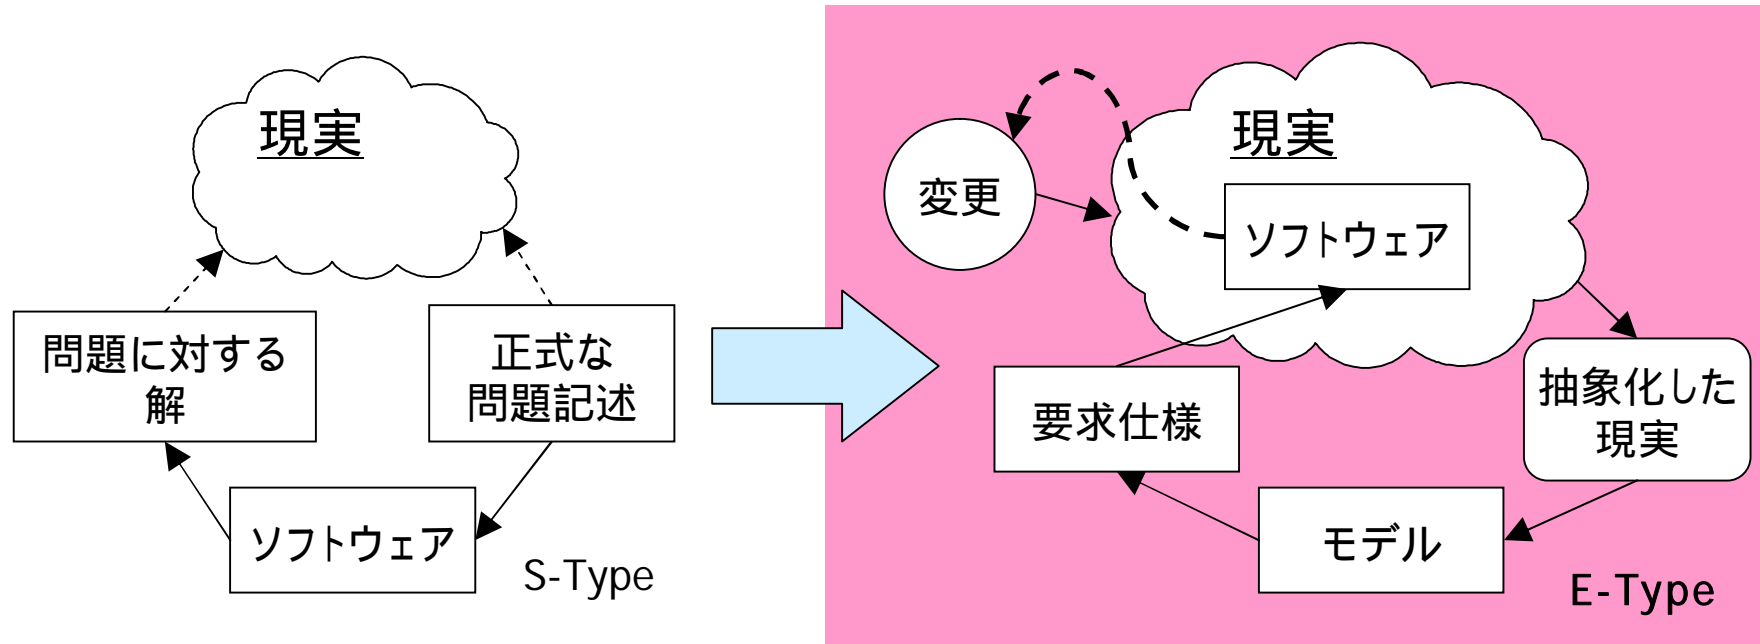 現実
問題に対する
解
正式な
問題記述
ソフトウェア
S-Type
現実
変更
ソフトウェア
要求仕様
抽象化した
現実
モデル
E-Type